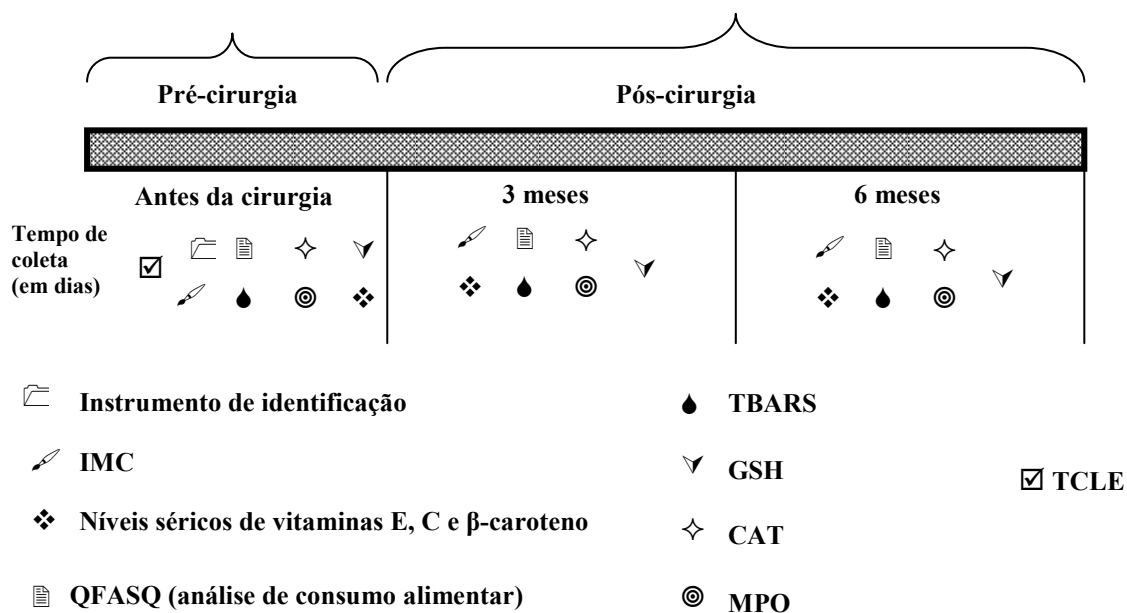 Pré-cirurgia
Pós-cirurgia
Antes da cirurgia
3 meses
6 meses
Tempo de
coleta
(em dias)
Instrumento de identificação
TBARS
IMC
GSH
TCLE
Níveis séricos de vitaminas E, C e β-caroteno
CAT
QFASQ (análise de consumo alimentar)
MPO